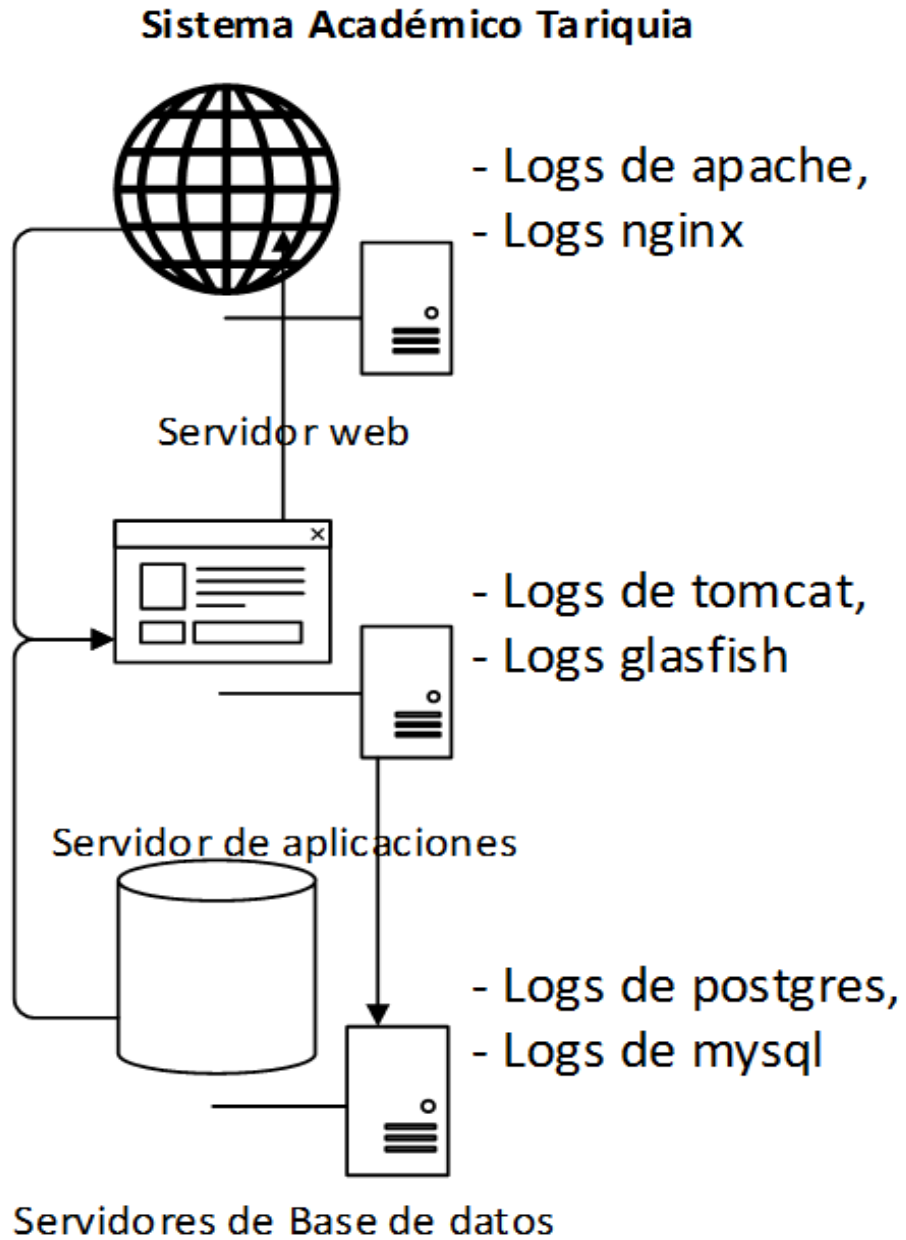 Sistema Académico Tariquia
- Logs de apache,
- Logs nginx
Servidor web
- Logs de tomcat,
- Logs glasfish
Servidor de aplicaciones
- Logs de postgres,
- Logs de mysql
Servidores de Base de datos